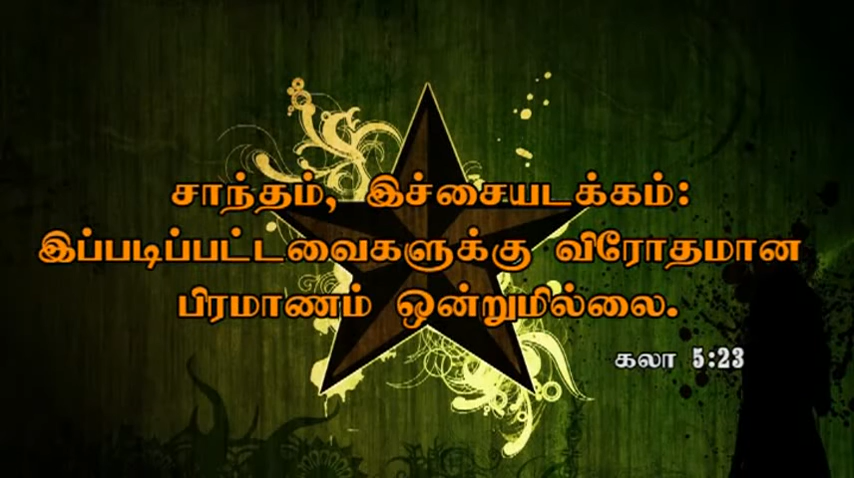 சாந்தம், இச்சையடக்கம்:
இப்படிப்பட்டவைகளுக்கு விரோதமான
பிரமாணம் ஒன்றுமில்லை.
கலா 5:23